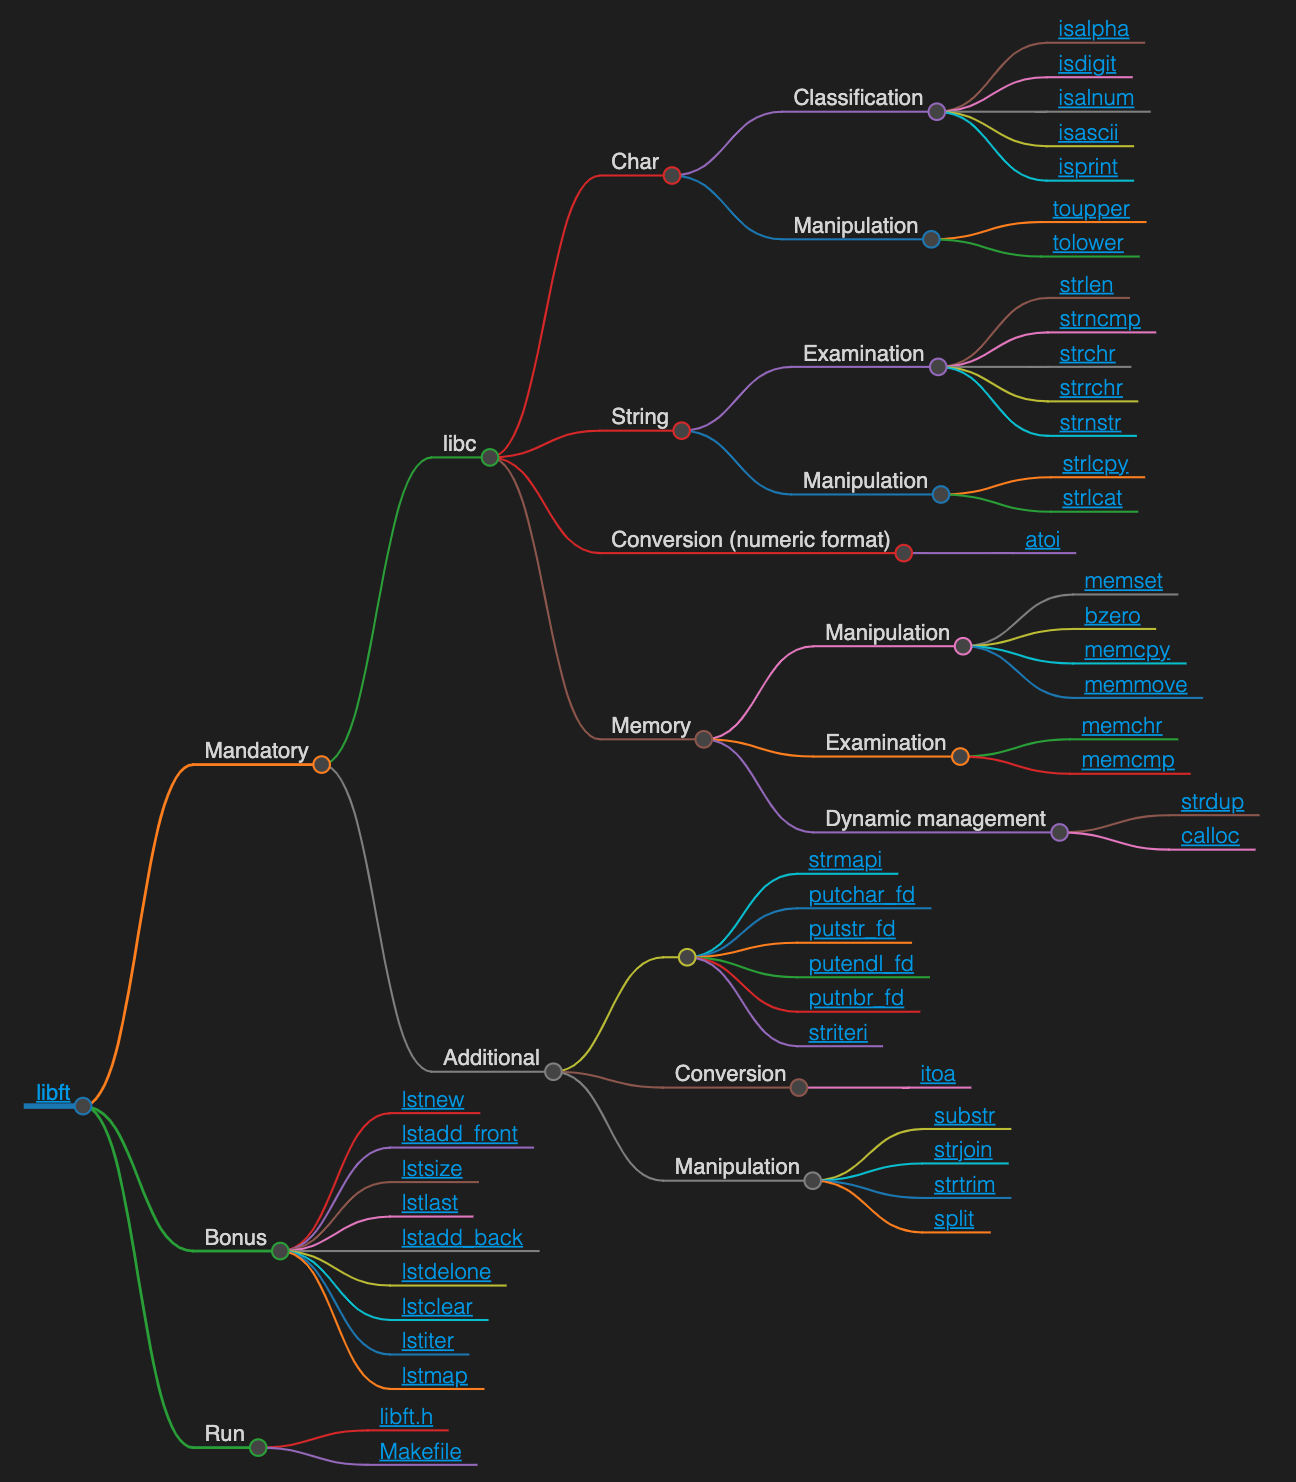 libft
Mandatory
libc
Char
Classification
isalpha
isdigit
isalnum
isascii
isprint
Manipulation
toupper
tolower
String
Examination
strlen
strncmp
strchr
strrchr
strnstr
Manipulation
strlcpy
strlcat
Conversion (numeric format)
atoi
Memory
Manipulation
memset
bzero
memcpy
memmove
Examination
memchr
memcmp
Dynamic management
strdup
calloc
Additional
strmapi
putchar_fd
putstr_fd
putendl_fd
putnbr_fd
striteri
Conversion
itoa
Manipulation
substr
strjoin
strtrim
split
Bonus
lstnew
lstadd_front
lstsize
lstlast
lstadd_back
lstdelone
lstclear
lstiter
lstmap
Run
libft.h
Makefile